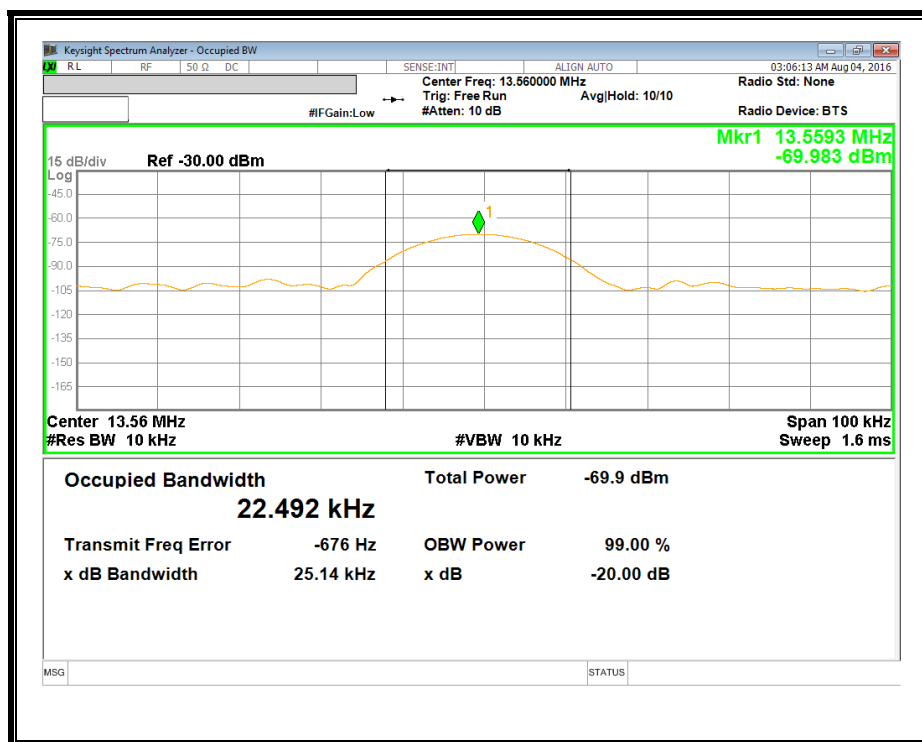 Keysight Spectrum Analyzer - Occupied BW
LXI RL RF 50 Ω DC SENSE:INT ALIGN AUTO 03:06:13 AM Aug 04, 2016
Center Freq: 13.560000 MHz Radio Std: None
Trig: Free Run Avg|Hold: 10/10
#IFGain:Low #Atten: 10 dB Radio Device: BTS
Mkr1 13.5593 MHz
15 dB/div Ref -30.00 dBm -69.983 dBm
Log
-45.0
1
-60.0
-75.0
-90.0
-105
-120
-135
-150
-165
Center 13.56 MHz Span 100 kHz
#Res BW 10 kHz #VBW 10 kHz Sweep 1.6 ms
Occupied Bandwidth Total Power -69.9 dBm
22.492 kHz
Transmit Freq Error -676 Hz OBW Power 99.00 %
x dB Bandwidth 25.14 kHz x dB -20.00 dB
MSG STATUS